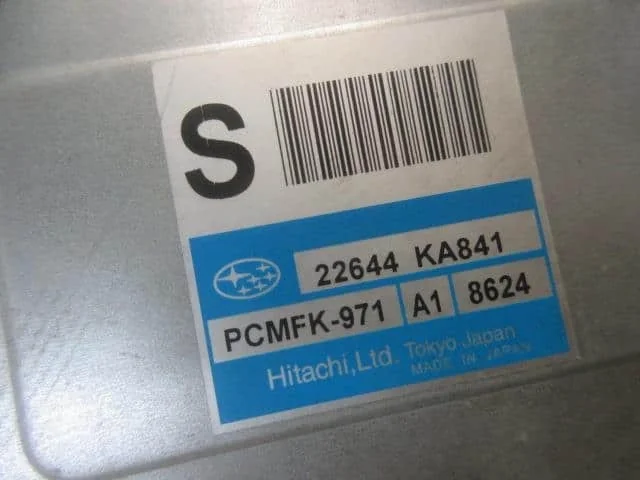 S
22644 KA841
PCMFK-971 A1 8624
Hitachi,Ltd. Tokyo Japan
MADE IN JAPAN